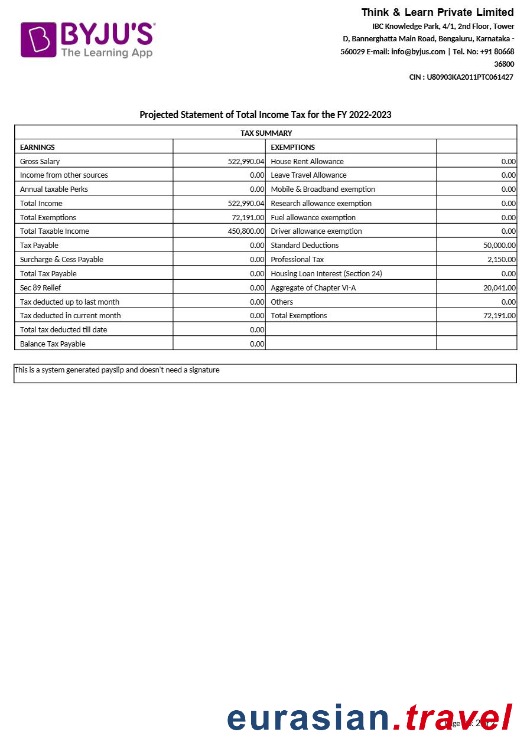 BYJU'S
The Learning App
Think & Learn Private Limited
IBC Knowledge Park, 4/1, 2nd Floor, Tower
D, Bannerghatta Main Road, Bengaluru, Karnataka -
560029 E-mail: info@byjus.com | Tel. No: +91 80668
36800
CIN : U80903KA2011PTC061427
Projected Statement of Total Income Tax for the FY 2022-2023
TAX SUMMARY
EARNINGS EXEMPTIONS
Gross Salary 522,990.04 House Rent Allowance 0.00
Income from other sources 0.00 Leave Travel Allowance 0.00
Annual taxable Perks 0.00 Mobile & Broadband exemption 0.00
Total Income 522,990.04 Research allowance exemption 0.00
Total Exemptions 72,191.00 Fuel allowance exemption 0.00
Total Taxable Income 450,800.00 Driver allowance exemption 0.00
Tax Payable 0.00 Standard Deductions 50,000.00
Surcharge & Cess Payable 0.00 Professional Tax 2,150.00
Total Tax Payable 0.00 Housing Loan Interest (Section 24) 0.00
Sec 89 Relief 0.00 Aggregate of Chapter VI-A 20,041.00
Tax deducted up to last month 0.00 Others 0.00
Tax deducted in current month 0.00 Total Exemptions 72,191.00
Total tax deducted till date 0.00
Balance Tax Payable 0.00
This is a system generated payslip and doesn't need a signature
eurasian.travel